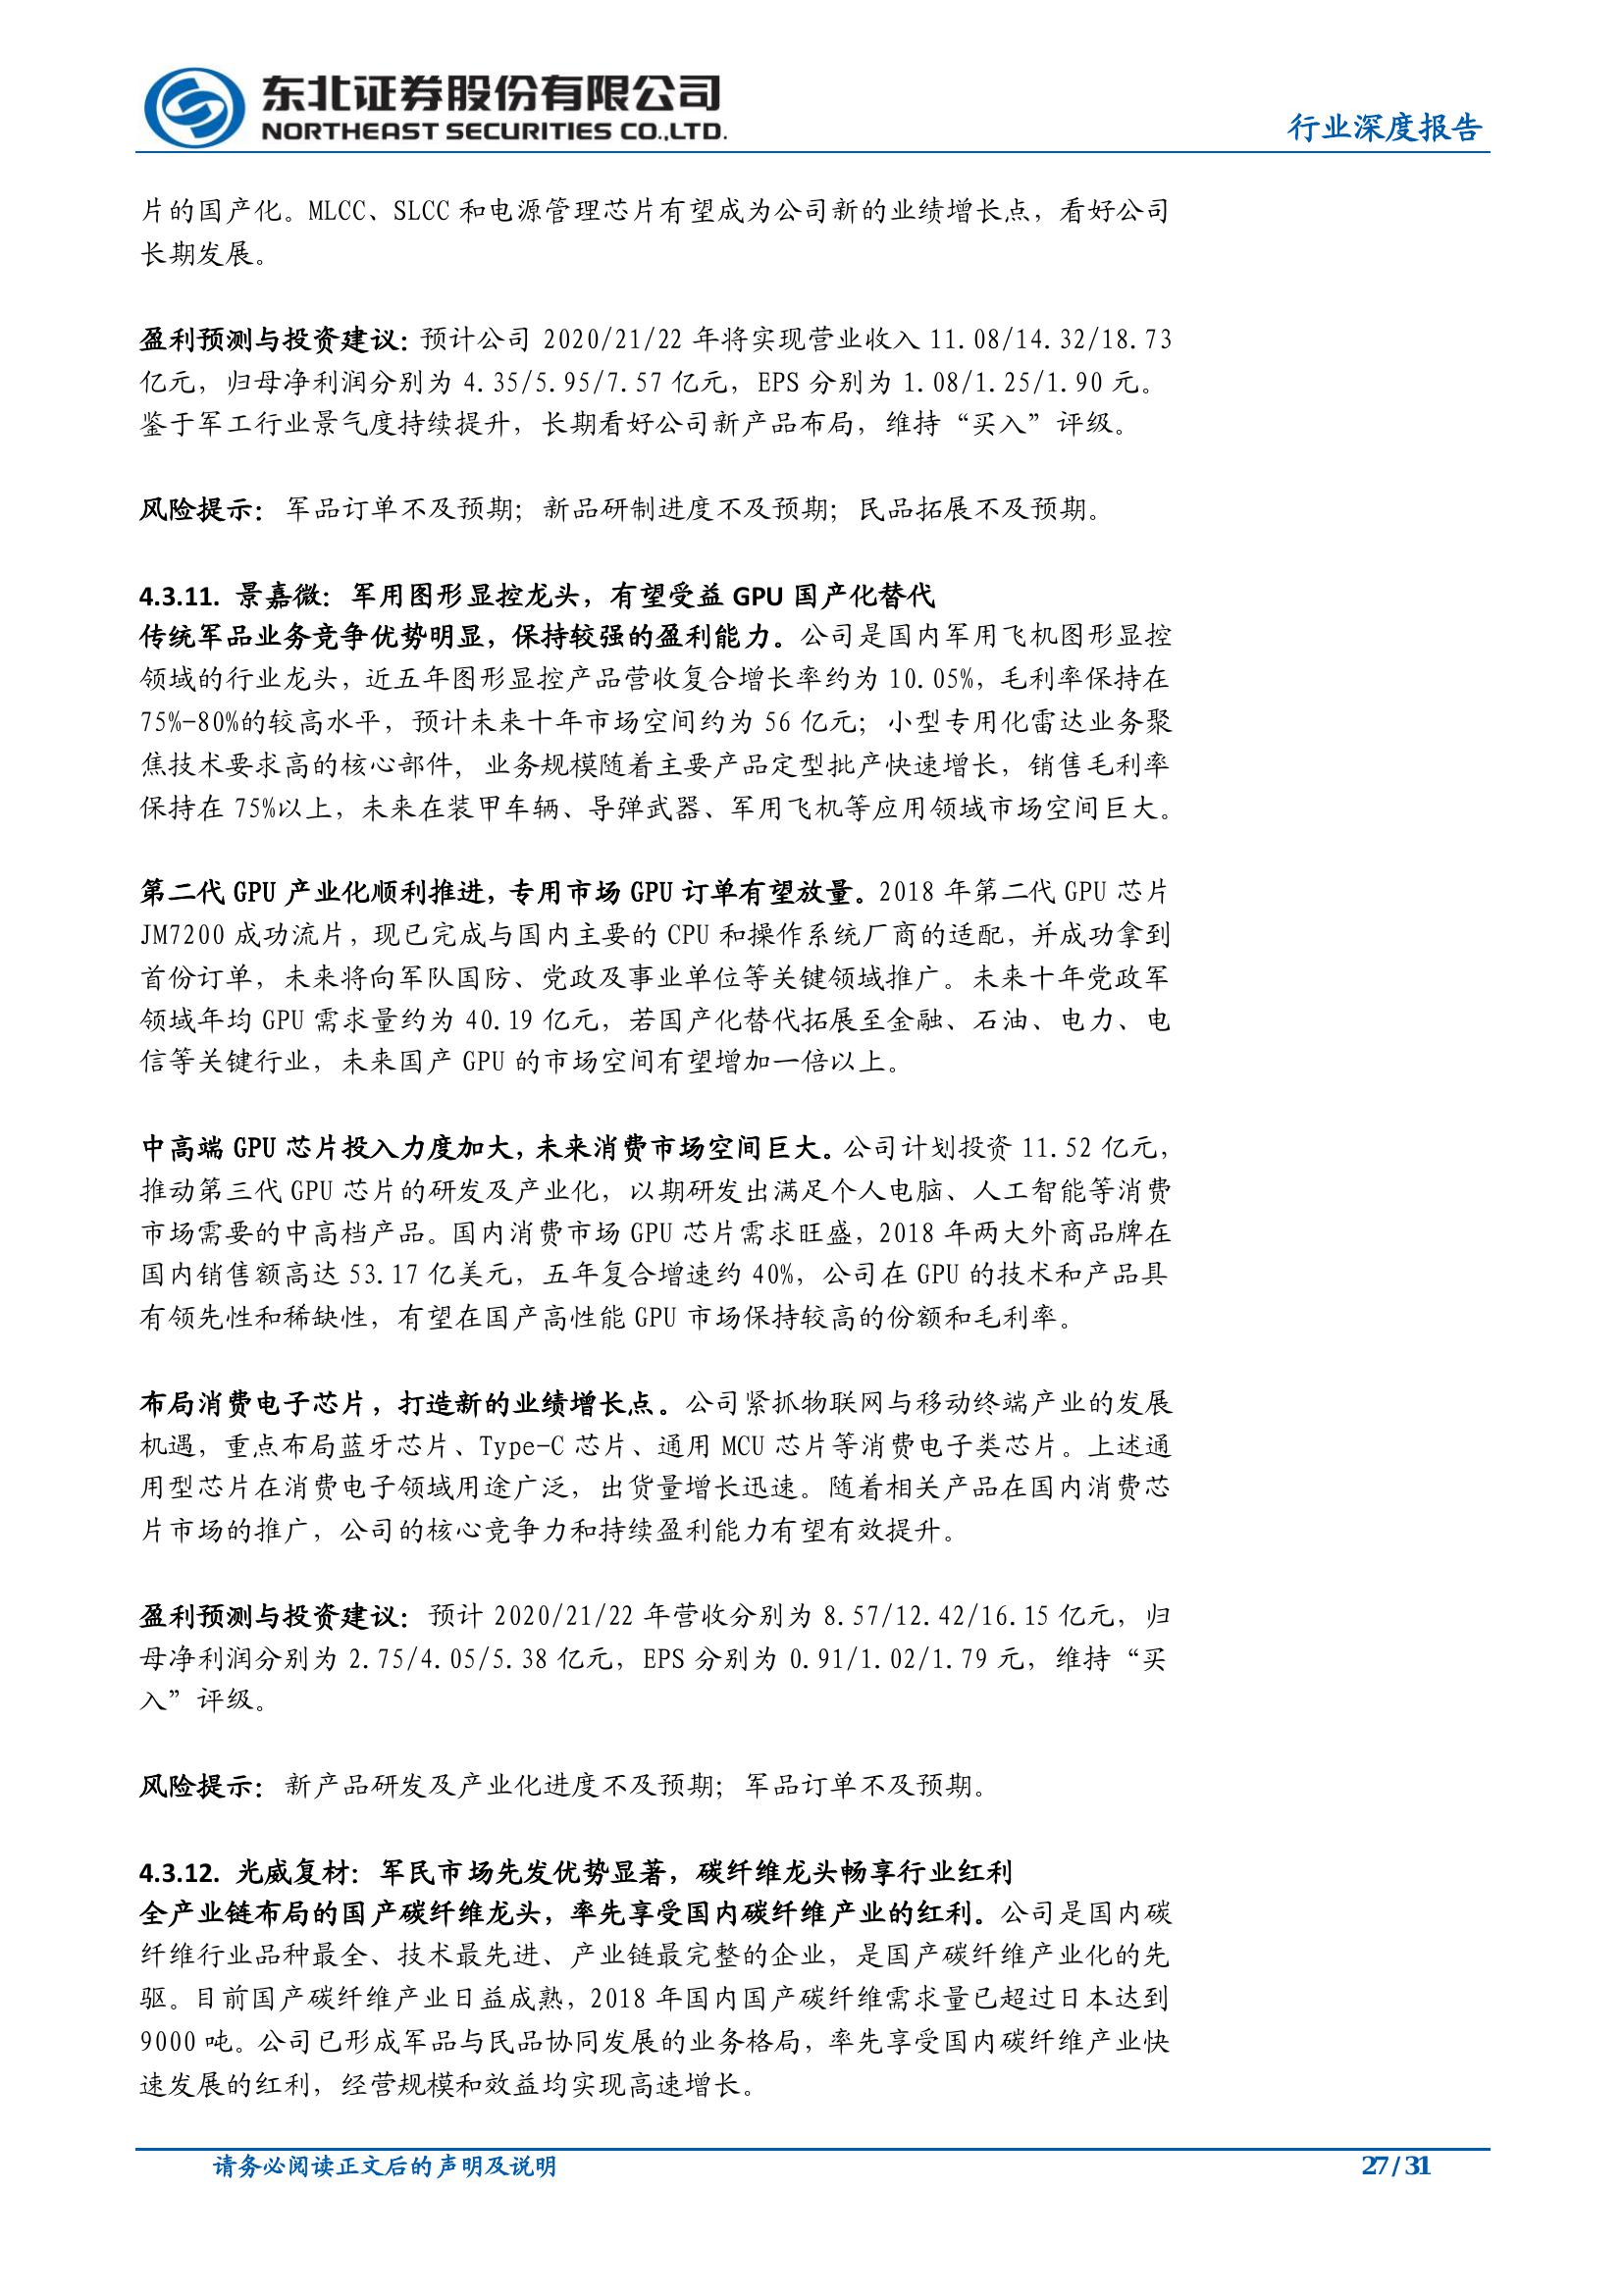 东北证券股份有限公司
NORTHEAST SECURITIES CO.,LTD.
行业深度报告
片的国产化。MLCC、SLCC 和电源管理芯片有望成为公司新的业绩增长点，看好公司
长期发展。
盈利预测与投资建议：预计公司 2020/21/22 年将实现营业收入 11.08/14.32/18.73
亿元，归母净利润分别为 4.35/5.95/7.57 亿元，EPS 分别为 1.08/1.25/1.90 元。
鉴于军工行业景气度持续提升，长期看好公司新产品布局，维持“买入”评级。
风险提示：军品订单不及预期；新品研制进度不及预期；民品拓展不及预期。
4.3.11. 景嘉微：军用图形显控龙头，有望受益 GPU 国产化替代
传统军品业务竞争优势明显，保持较强的盈利能力。公司是国内军用飞机图形显控
领域的行业龙头，近五年图形显控产品营收复合增长率约为 10.05%，毛利率保持在
75%-80%的较高水平，预计未来十年市场空间约为 56 亿元；小型专用化雷达业务聚
焦技术要求高的核心部件，业务规模随着主要产品定型批产快速增长，销售毛利率
保持在 75%以上，未来在装甲车辆、导弹武器、军用飞机等应用领域市场空间巨大。
第二代 GPU 产业化顺利推进，专用市场 GPU 订单有望放量。2018 年第二代 GPU 芯片
JM7200 成功流片，现已完成与国内主要的 CPU 和操作系统厂商的适配，并成功拿到
首份订单，未来将向军队国防、党政及事业单位等关键领域推广。未来十年党政军
领域年均 GPU 需求量约为 40.19 亿元，若国产化替代拓展至金融、石油、电力、电
信等关键行业，未来国产 GPU 的市场空间有望增加一倍以上。
中高端 GPU 芯片投入力度加大，未来消费市场空间巨大。公司计划投资 11.52 亿元，
推动第三代 GPU 芯片的研发及产业化，以期研发出满足个人电脑、人工智能等消费
市场需要的中高档产品。国内消费市场 GPU 芯片需求旺盛，2018 年两大外商品牌在
国内销售额高达 53.17 亿美元，五年复合增速约 40%，公司在 GPU 的技术和产品具
有领先性和稀缺性，有望在国产高性能 GPU 市场保持较高的份额和毛利率。
布局消费电子芯片，打造新的业绩增长点。公司紧抓物联网与移动终端产业的发展
机遇，重点布局蓝牙芯片、Type-C 芯片、通用 MCU 芯片等消费电子类芯片。上述通
用型芯片在消费电子领域用途广泛，出货量增长迅速。随着相关产品在国内消费芯
片市场的推广，公司的核心竞争力和持续盈利能力有望有效提升。
盈利预测与投资建议：预计 2020/21/22 年营收分别为 8.57/12.42/16.15 亿元，归
母净利润分别为 2.75/4.05/5.38 亿元，EPS 分别为 0.91/1.02/1.79 元，维持“买
入”评级。
风险提示：新产品研发及产业化进度不及预期；军品订单不及预期。
4.3.12. 光威复材：军民市场先发优势显著，碳纤维龙头畅享行业红利
全产业链布局的国产碳纤维龙头，率先享受国内碳纤维产业的红利。公司是国内碳
纤维行业品种最全、技术最先进、产业链最完整的企业，是国产碳纤维产业化的先
驱。目前国产碳纤维产业日益成熟，2018 年国内国产碳纤维需求量已超过日本达到
9000 吨。公司已形成军品与民品协同发展的业务格局，率先享受国内碳纤维产业快
速发展的红利，经营规模和效益均实现高速增长。
请务必阅读正文后的声明及说明
27 / 31